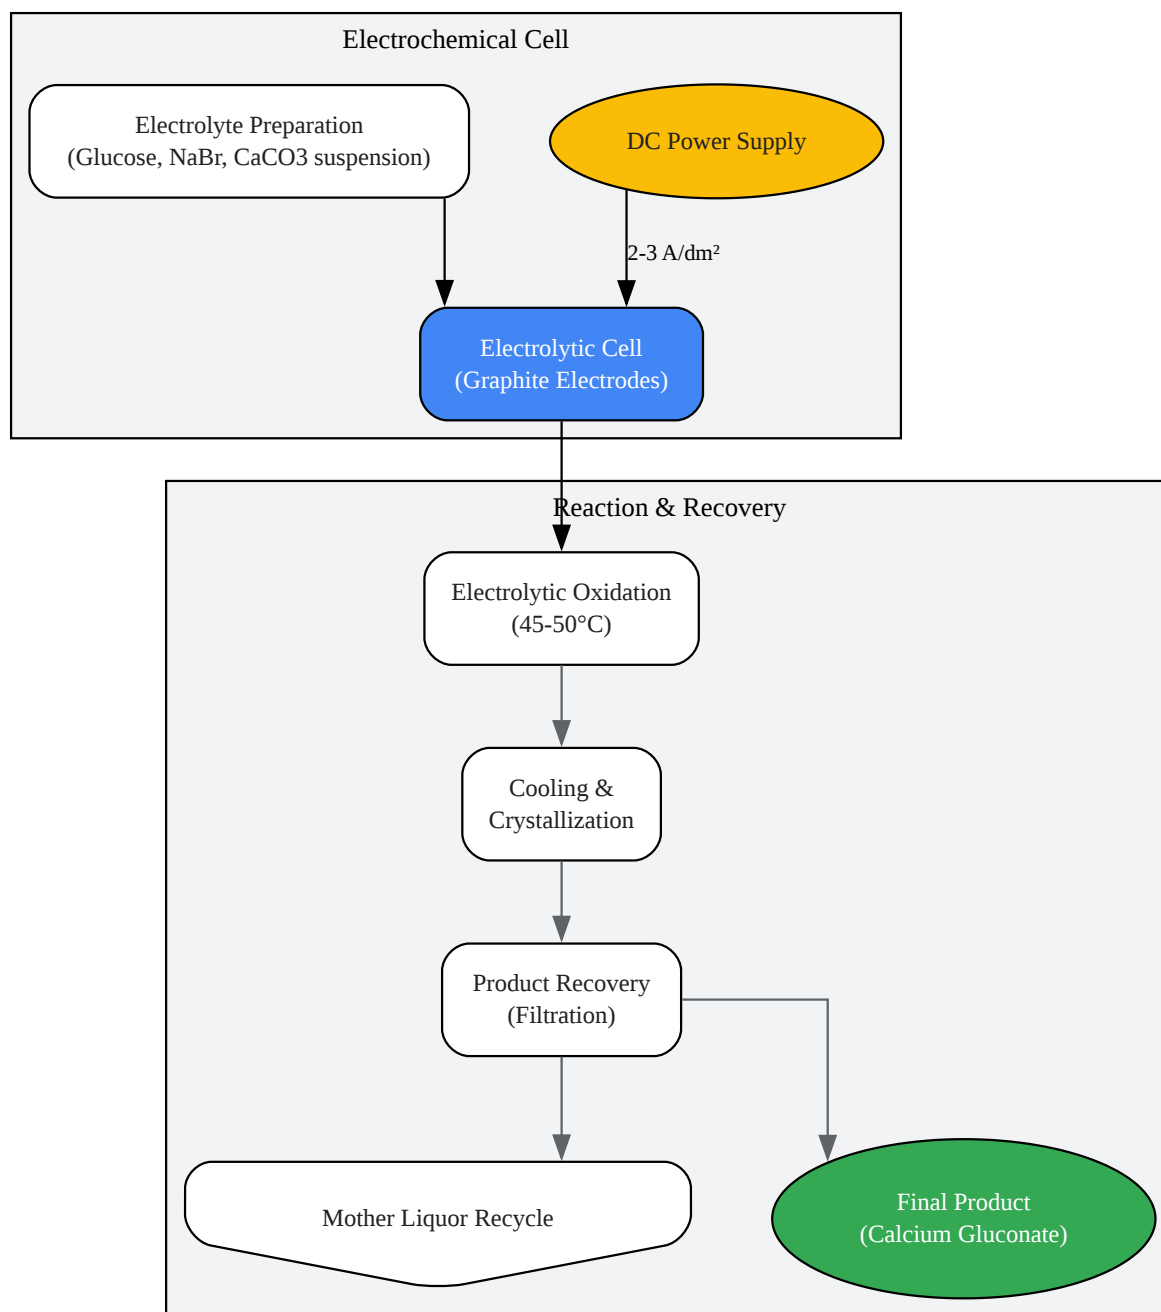 Electrochemical Cell
Electrolyte Preparation
(Glucose, NaBr, CaCO3 suspension)
DC Power Supply
2-3 A/dm²
Electrolytic Cell
(Graphite Electrodes)
Reaction & Recovery
Electrolytic Oxidation
(45-50°C)
Cooling &
Crystallization
Product Recovery
(Filtration)
Mother Liquor Recycle
Final Product
(Calcium Gluconate)